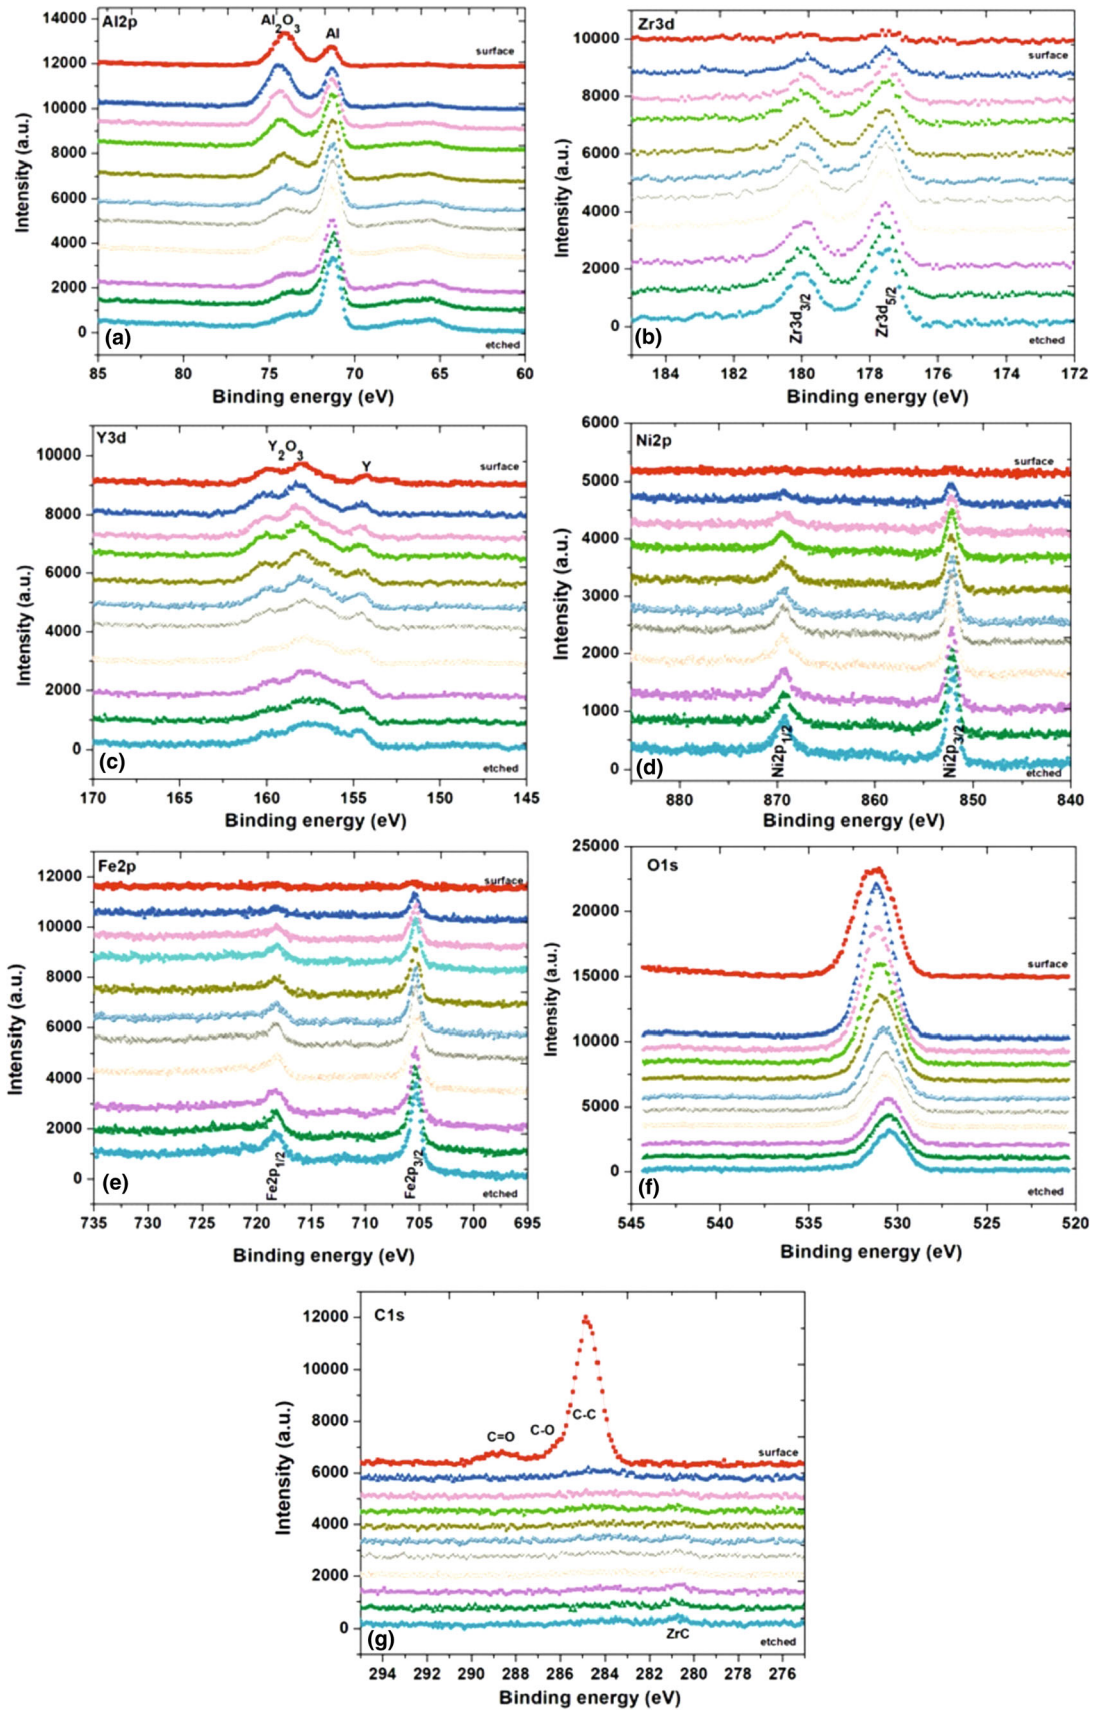 Al2p
Al2O3
Al
surface
14000
12000
10000
8000
6000
4000
2000
0
Intensity (a.u.)
(a)
etched
85 80 75 70 65 60
Binding energy (eV)
Zr3d
surface
10000
8000
6000
4000
2000
0
Intensity (a.u.)
Zr3d3/2
Zr3d5/2
(b)
etched
184 182 180 178 176 174 172
Binding energy (eV)
Y3d
Y2O3
Y
surface
10000
8000
6000
4000
2000
0
Intensity (a.u.)
(c)
etched
170 165 160 155 150 145
Binding energy (eV)
Ni2p
surface
6000
5000
4000
3000
2000
1000
0
Intensity (a.u.)
Ni2p1/2
Ni2p3/2
(d)
etched
880 870 860 850 840
Binding energy (eV)
Fe2p
surface
12000
10000
8000
6000
4000
2000
0
Intensity (a.u.)
Fe2p1/2
Fe2p3/2
(e)
etched
735 730 725 720 715 710 705 700 695
Binding energy (eV)
O1s
surface
25000
20000
15000
10000
5000
0
Intensity (a.u.)
(f)
etched
545 540 535 530 525 520
Binding energy (eV)
C1s
C=O
C-O
C-C
surface
12000
10000
8000
6000
4000
2000
0
Intensity (a.u.)
ZrC
(g)
etched
294 292 290 288 286 284 282 280 278 276
Binding energy (eV)